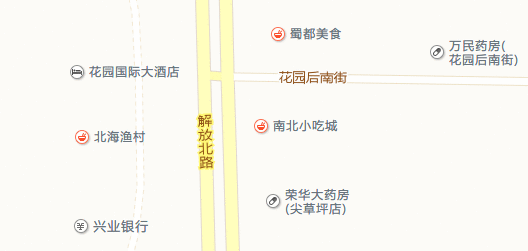 蜀都美食
万民药房(
花园后南街)
花园国际大酒店
花园后南街
解放北路
南北小吃城
北海渔村
荣华大药房
(尖草坪店)
兴业银行